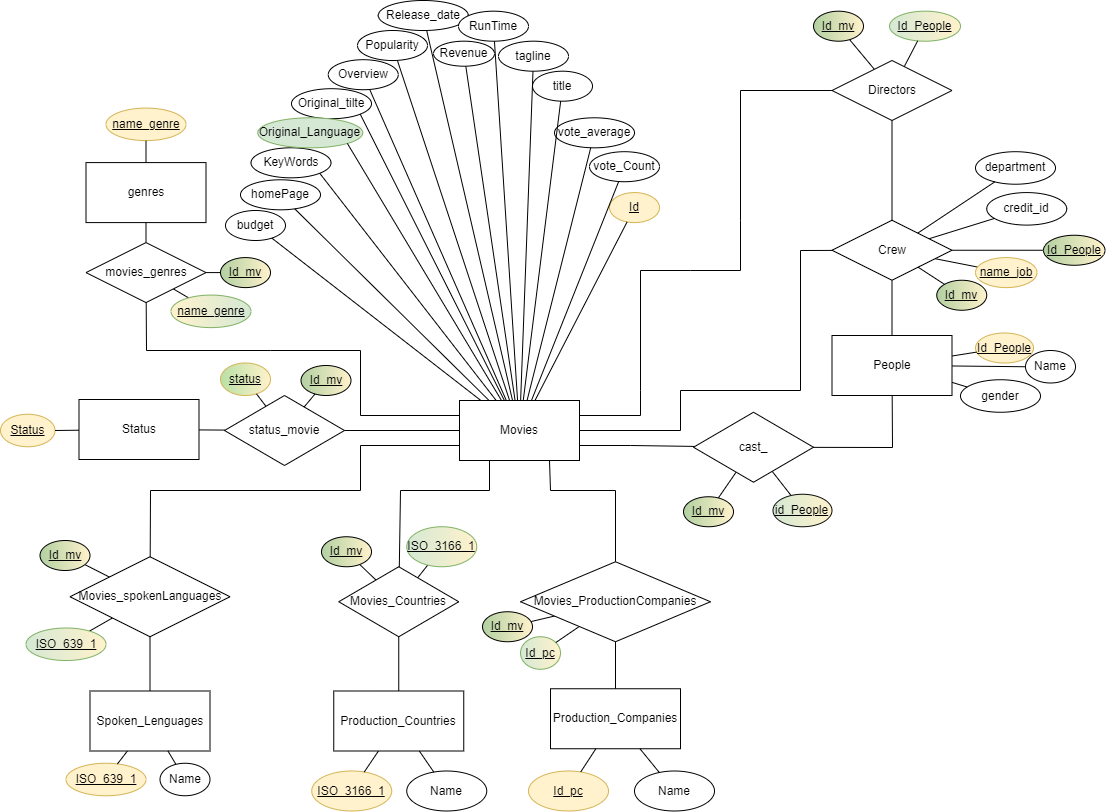 Release_date
RunTime
Id_mv
Id_People
Popularity
Revenue
tagline
Overview
title
Directors
Original_tilte
name_genre
Original_Language
vote_average
KeyWords
vote_Count
department
genres
homePage
Id
credit_id
budget
Crew
Id_People
movies_genres
Id_mv
name_job
name_genre
Id_mv
Id_People
People
Name
status
Id_mv
gender
Status
Status
status_movie
Movies
cast_
Id_mv
id_People
Id_mv
Id_mv
ISO_3166_1
Movies_spokenLanguages
Movies_Countries
Movies_ProductionCompanies
Id_mv
ISO_639_1
Id_pc
Spoken_Lenguages
Production_Countries
Production_Companies
ISO_639_1
Name
ISO_3166_1
Name
Id_pc
Name